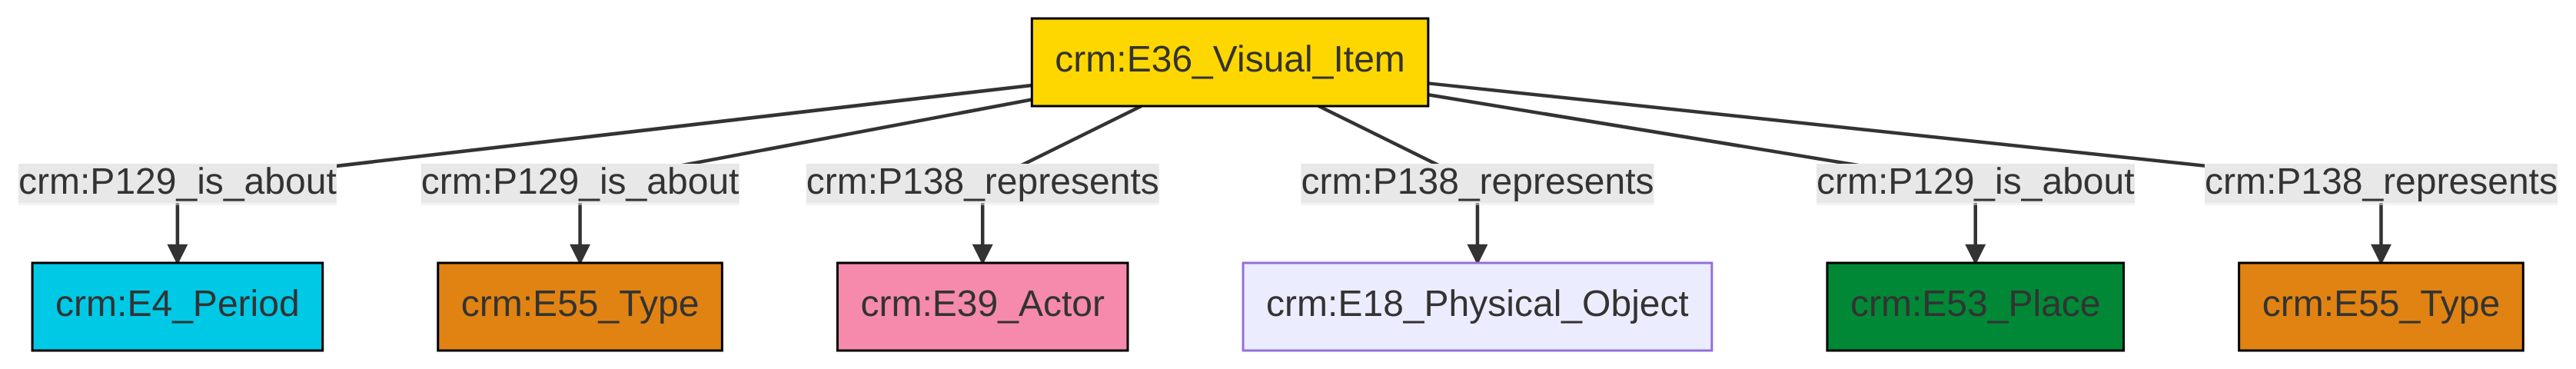 crm:E36_Visual_Item
crm:P129_is_about
crm:P129_is_about
crm:P138_represents
crm:P138_represents
crm:P129_is_about
crm:P138_represents
crm:E4_Period
crm:E55_Type
crm:E39_Actor
crm:E18_Physical_Object
crm:E53_Place
crm:E55_Type